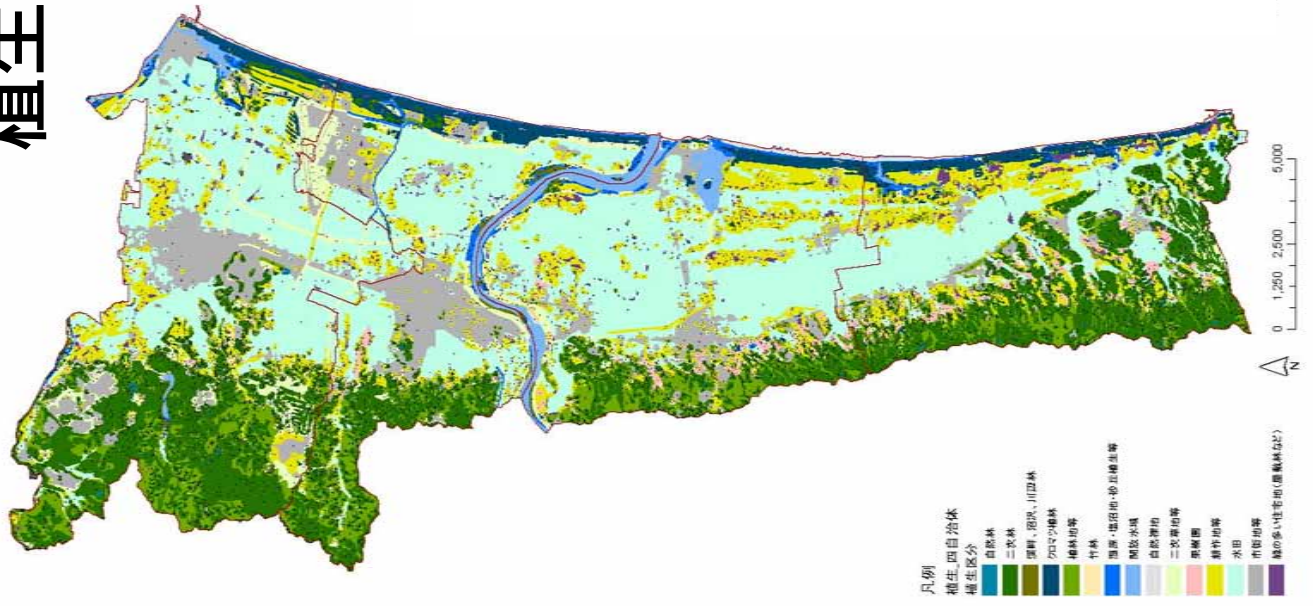 植生
凡例
植生_四自治体
植生区分
自然林
二次林
渓畔、沼沢、川辺林
クロマツ植林
植林地等
竹林
湿原・塩沼地・砂丘植生等
開放水域
自然裸地
二次草地等
果樹園
耕作地等
水田
市街地等
緑の多い住宅地(屋敷林など)
N
0 1,250 2,500 5,000